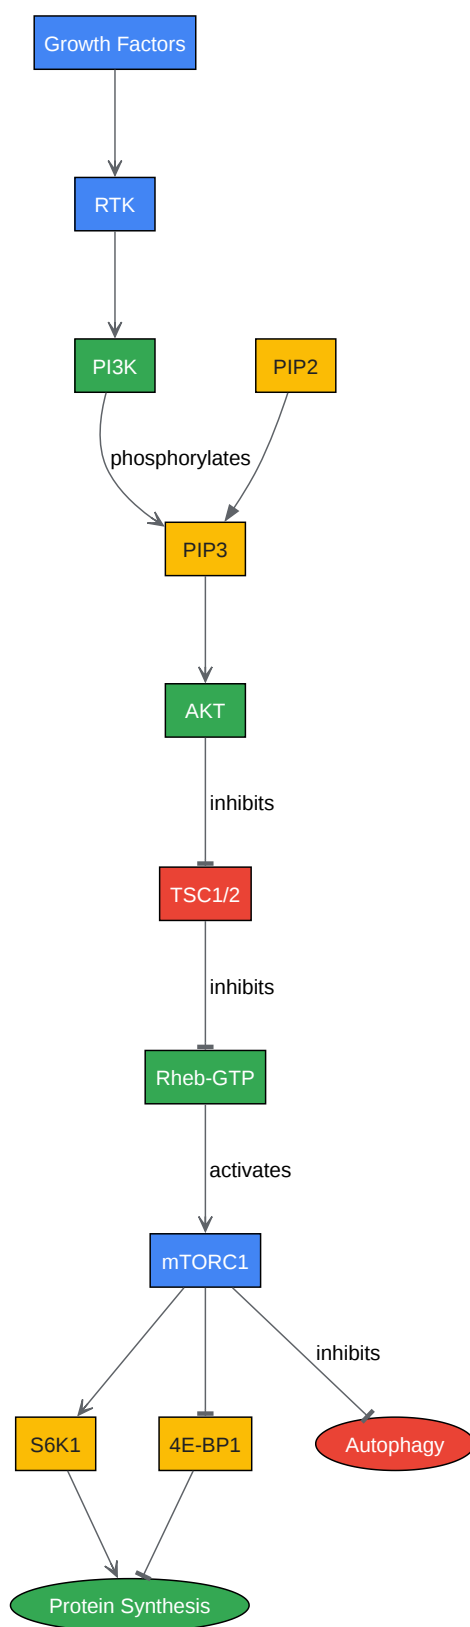 Growth Factors
RTK
PI3K
PIP2
phosphorylates
PIP3
AKT
inhibits
TSC1/2
inhibits
Rheb-GTP
activates
mTORC1
inhibits
S6K1
4E-BP1
Autophagy
Protein Synthesis